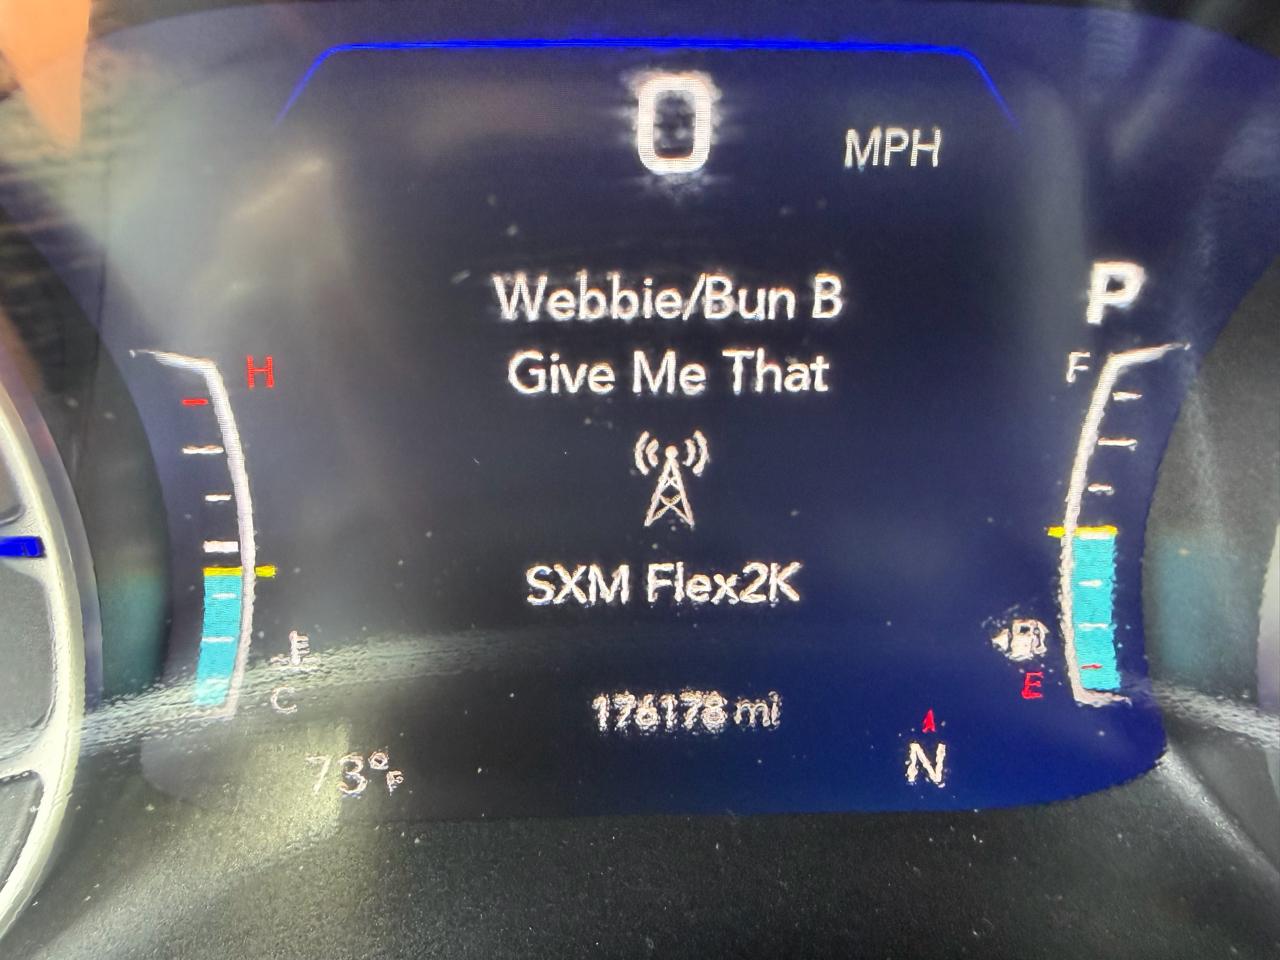 0 MPH
Webbie/Bun B
P
Give Me That
H
F
SXM Flex2K
E
C
176178 mi
N
73°F